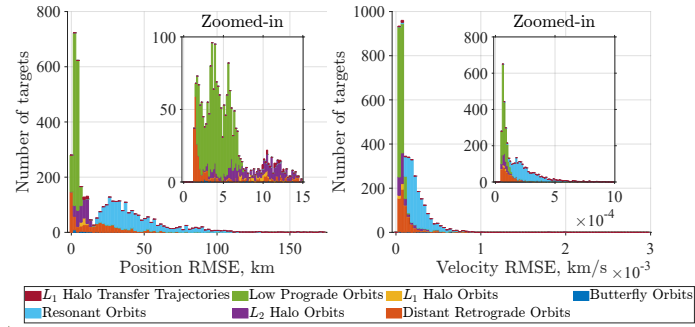 Zoomed-in
Zoomed-in
800
600
400
200
0
Number of targets
100
50
0
0 5 10 15
0 50 100 150
Position RMSE, km
1000
800
600
400
200
0
Number of targets
800
600
400
200
0
0 5 10
×10⁻⁴
0 1 2 3
Velocity RMSE, km/s ×10⁻³
L₁ Halo Transfer Trajectories Low Prograde Orbits L₁ Halo Orbits Butterfly Orbits
Resonant Orbits L₂ Halo Orbits Distant Retrograde Orbits